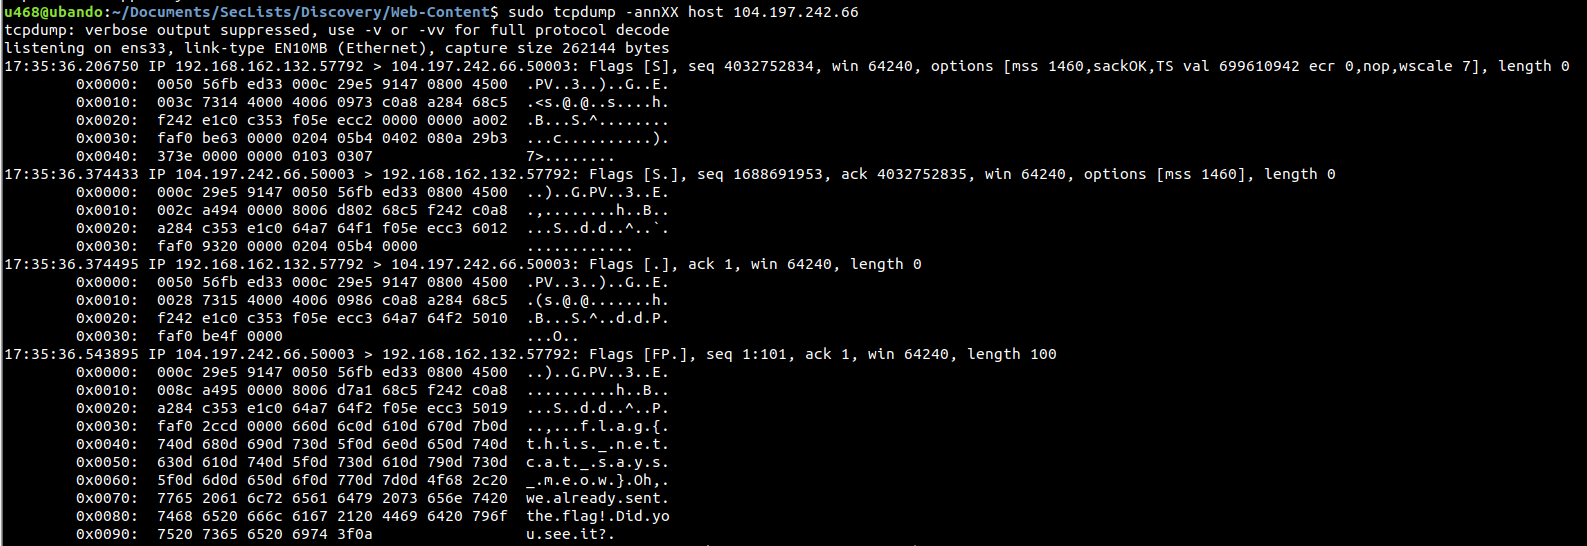 u468@ubando:~/Documents/SecLists/Discovery/Web-Content$ sudo tcpdump -annXX host 104.197.242.66
tcpdump: verbose output suppressed, use -v or -vv for full protocol decode
listening on ens33, link-type EN10MB (Ethernet), capture size 262144 bytes
17:35:36.206750 IP 192.168.162.132.57792 > 104.197.242.66.50003: Flags [S], seq 4032752834, win 64240, options [mss 1460,sackOK,TS val 699610942 ecr 0,nop,wscale 7], length 0
0x0000:  0050 56fb ed33 000c 29e5 9147 0800 4500  .PV..3..)..G..E.
0x0010:  003c 7314 4000 4006 0973 c0a8 a284 68c5  .<s.@.@..s....h.
0x0020:  f242 e1c0 c353 f05e ecc2 0000 0000 a002  .B...S.^........
0x0030:  faf0 be63 0000 0204 05b4 0402 080a 29b3  ...c..........).
0x0040:  373e 0000 0000 0103 0307  7>........
17:35:36.374433 IP 104.197.242.66.50003 > 192.168.162.132.57792: Flags [S.], seq 1688691953, ack 4032752835, win 64240, options [mss 1460], length 0
0x0000:  000c 29e5 9147 0050 56fb ed33 0800 4500  ..)..G.PV..3..E.
0x0010:  002c a494 0000 8006 d802 68c5 f242 c0a8  .,........h..B..
0x0020:  a284 c353 e1c0 64a7 64f1 f05e ecc3 6012  ...S..d.d..^..`.
0x0030:  faf0 9320 0000 0204 05b4 0000  ............
17:35:36.374495 IP 192.168.162.132.57792 > 104.197.242.66.50003: Flags [.], ack 1, win 64240, length 0
0x0000:  0050 56fb ed33 000c 29e5 9147 0800 4500  .PV..3..)..G..E.
0x0010:  0028 7315 4000 4006 0986 c0a8 a284 68c5  .(s.@.@.......h.
0x0020:  f242 e1c0 c353 f05e ecc3 64a7 64f2 5010  .B...S.^..d.d.P.
0x0030:  faf0 be4f 0000  ...O..
17:35:36.543895 IP 104.197.242.66.50003 > 192.168.162.132.57792: Flags [FP.], seq 1:101, ack 1, win 64240, length 100
0x0000:  000c 29e5 9147 0050 56fb ed33 0800 4500  ..)..G.PV..3..E.
0x0010:  008c a495 0000 8006 d7a1 68c5 f242 c0a8  ..........h..B..
0x0020:  a284 c353 e1c0 64a7 64f2 f05e ecc3 5019  ...S..d.d..^..P.
0x0030:  faf0 2ccd 0000 660d 6c0d 610d 670d 7b0d  ..,...f.l.a.g.{.
0x0040:  740d 680d 690d 730d 5f0d 6e0d 650d 740d  t.h.i.s._.n.e.t.
0x0050:  630d 610d 740d 5f0d 730d 610d 790d 730d  c.a.t._.s.a.y.s.
0x0060:  5f0d 6d0d 650d 6f0d 770d 7d0d 4f68 2c20  _.m.e.o.w.}.Oh,.
0x0070:  7765 2061 6c72 6561 6479 2073 656e 7420  we.already.sent.
0x0080:  7468 6520 666c 6167 2120 4469 6420 796f  the.flag!.Did.yo
0x0090:  7520 7365 6520 6974 3f0a  u.see.it?.